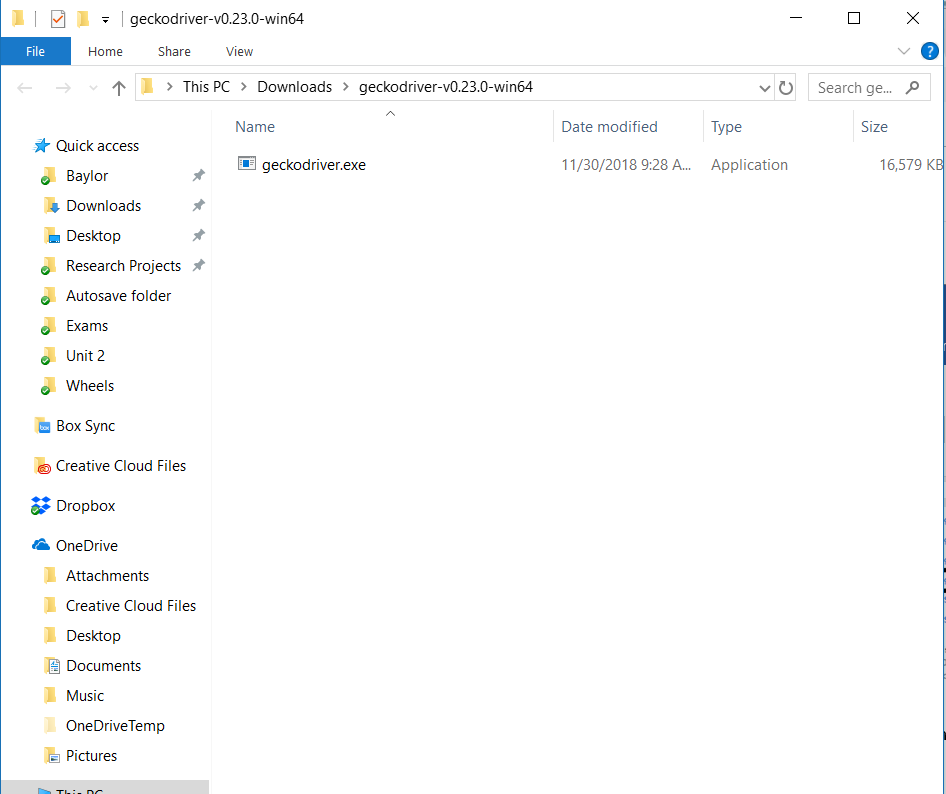 geckodriver-v0.23.0-win64
File Home Share View ?
This PC Downloads geckodriver-v0.23.0-win64 Search ge...
Name Date modified Type Size
geckodriver.exe 11/30/2018 9:28 A... Application 16,579 KB
Quick access
Baylor
Downloads
Desktop
Research Projects
Autosave folder
Exams
Unit 2
Wheels
Box Sync
Creative Cloud Files
Dropbox
OneDrive
Attachments
Creative Cloud Files
Desktop
Documents
Music
OneDriveTemp
Pictures
This PC